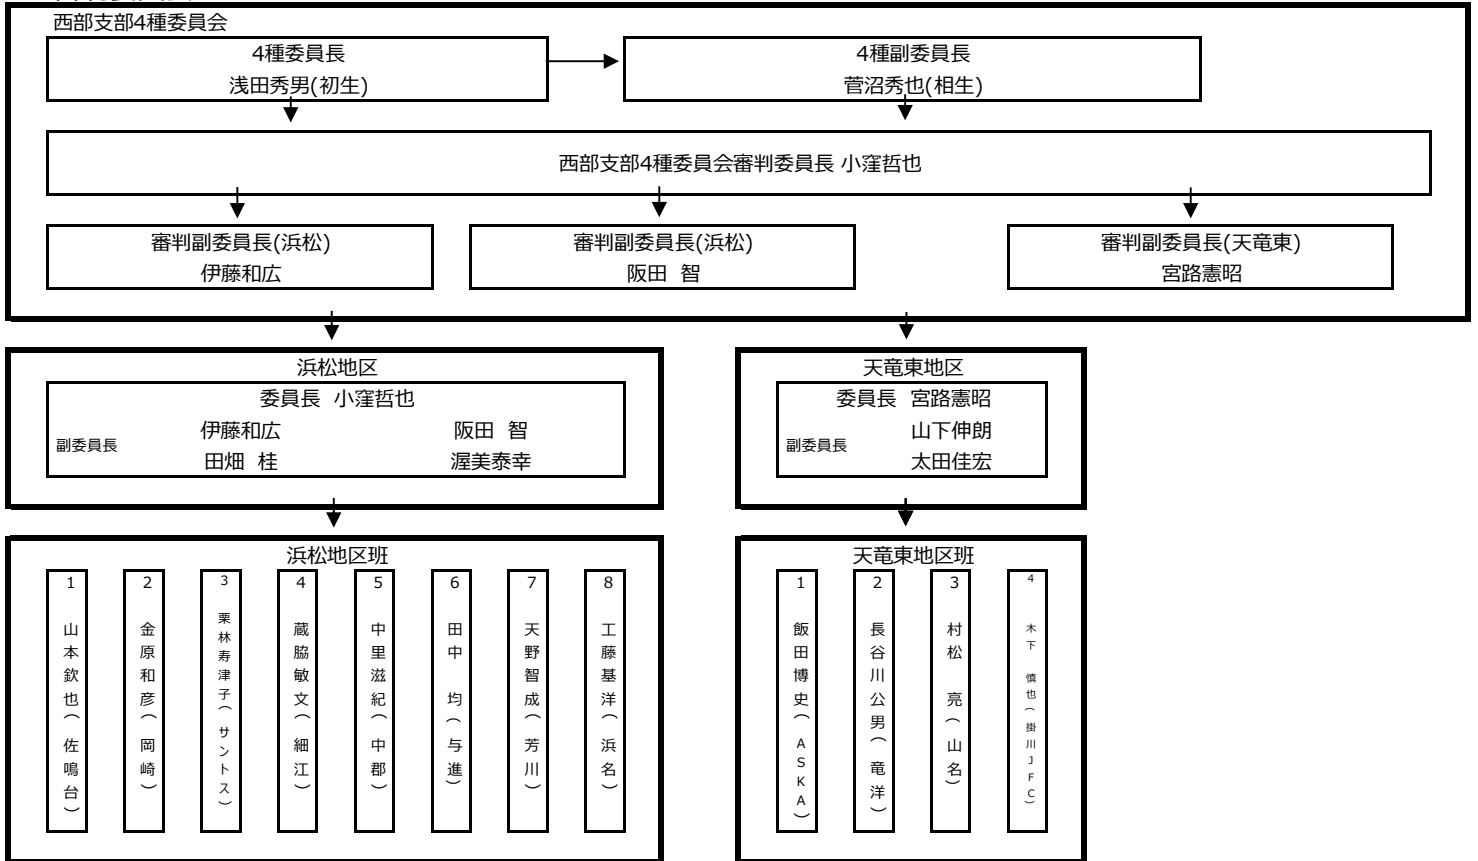 西部支部4種委員会
4種委員長
浅田秀男(初生)
4種副委員長
菅沼秀也(相生)
西部支部4種委員会審判委員長 小窪哲也
審判副委員長(浜松)
伊藤和広
審判副委員長(浜松)
阪田 智
審判副委員長(天竜東)
宮路憲昭
浜松地区
委員長 小窪哲也
副委員長
伊藤和広 阪田 智
田畑 桂 渥美泰幸
天竜東地区
委員長 宮路憲昭
副委員長
山下伸朗
太田佳宏
浜松地区班
1 山本欽也(佐鳴台)
2 金原和彦(岡崎)
3 栗林寿津子(サントス)
4 蔵脇敏文(細江)
5 中里滋紀(中郡)
6 田中 均(与進)
7 天野智成(芳川)
8 工藤基洋(浜名)
天竜東地区班
1 飯田博史(ASKA)
2 長谷川公男(竜洋)
3 村松 亮(山名)
4 木下 慎也(掛川JFC)